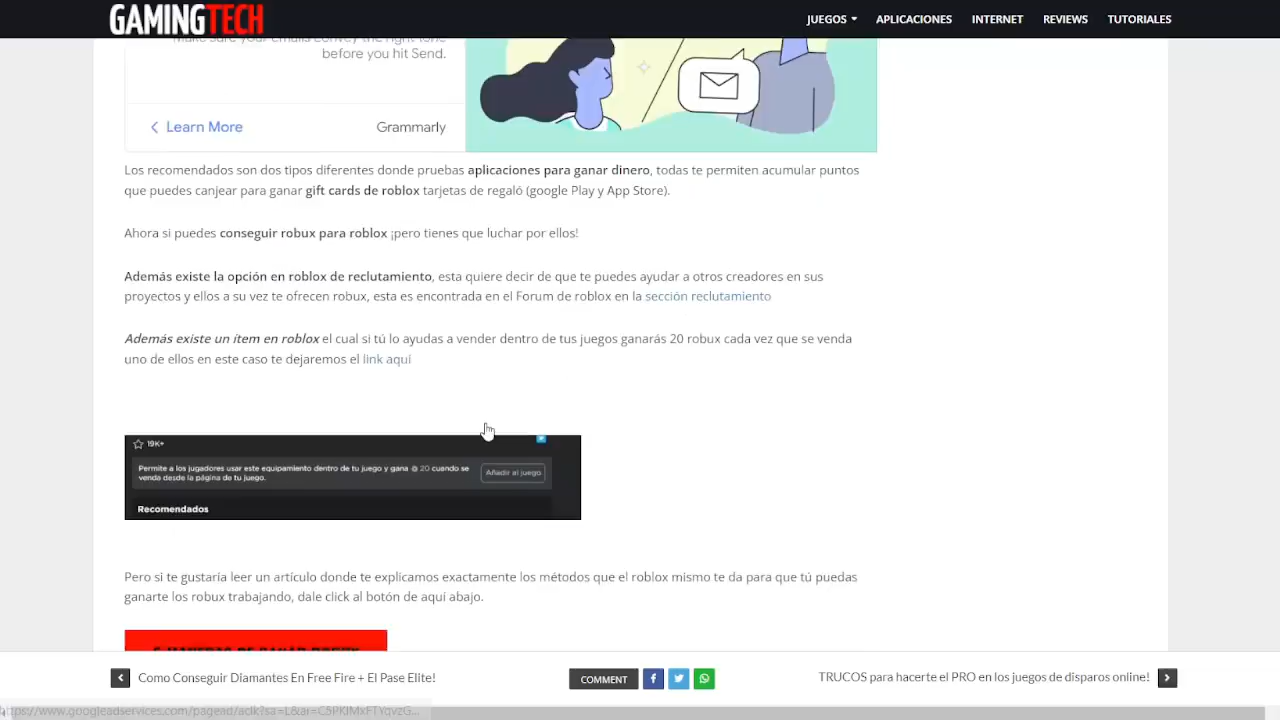 GAMINGTECH
JUEGOS
APLICACIONES
INTERNET
REVIEWS
TUTORIALES
Make sure your emails convey the right tone
before you hit Send.
Learn More
Grammarly
Los recomendados son dos tipos diferentes donde pruebas aplicaciones para ganar dinero, todas te permiten acumular puntos
que puedes canjear para ganar gift cards de roblox tarjetas de regaló (google Play y App Store).
Ahora si puedes conseguir robux para roblox ¡pero tienes que luchar por ellos!
Además existe la opción en roblox de reclutamiento, esta quiere decir de que te puedes ayudar a otros creadores en sus
proyectos y ellos a su vez te ofrecen robux, esta es encontrada en el Forum de roblox en la sección reclutamiento
Además existe un ítem en roblox el cual si tú lo ayudas a vender dentro de tus juegos ganarás 20 robux cada vez que se venda
uno de ellos en este caso te dejaremos el link aquí
19K+
Permite a los jugadores usar este equipamiento dentro de tu juego y gana 20 cuando se
venda desde la página de tu juego.
Añadir al juego
Recomendados
Pero si te gustaría leer un artículo donde te explicamos exactamente los métodos que el roblox mismo te da para que tú puedas
ganarte los robux trabajando, dale click al botón de aquí abajo.
Como Conseguir Diamantes En Free Fire + El Pase Elite!
COMMENT
TRUCOS para hacerte el PRO en los juegos de disparos online!